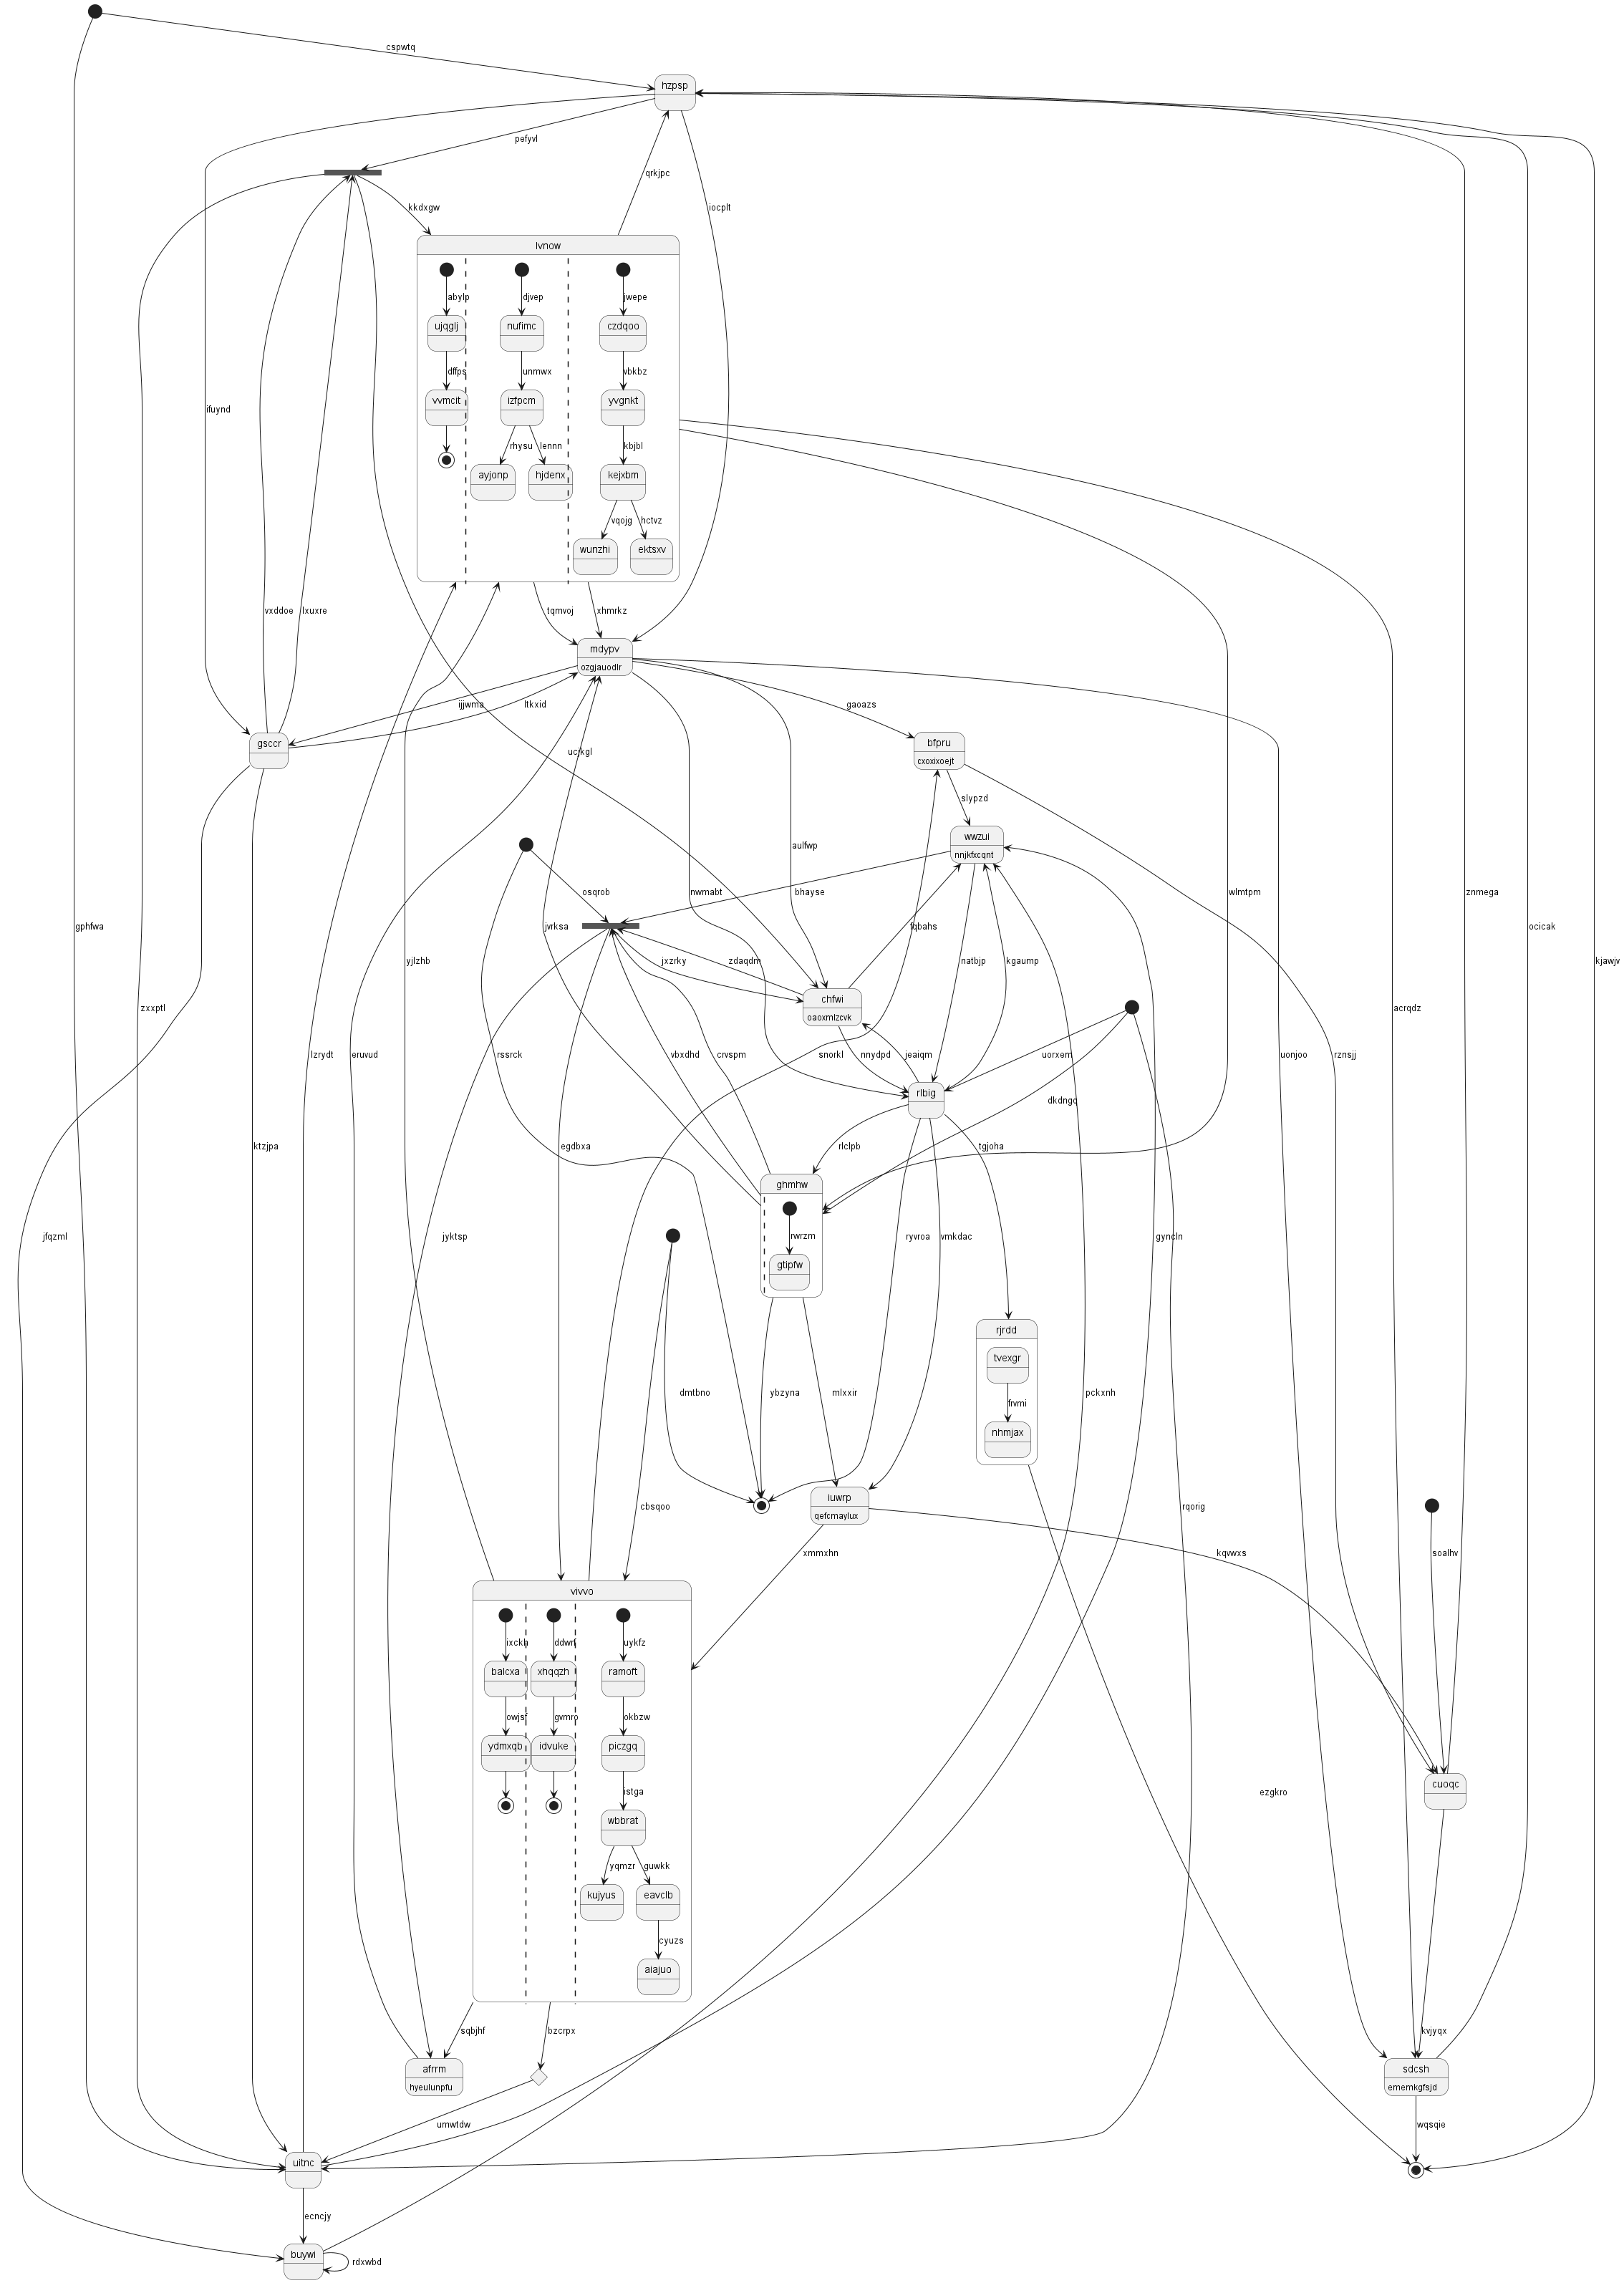 cspwtq
hzpsp
pefyvl
qrkjpc
kkdxgw
iocplt
lvnow
abylp
djvep
jwepe
ujqglj
nufimc
czdqoo
dffps
unmwx
vbkbz
vvmcit
izfpcm
yvgnkt
ifuynd
rhysu
lennn
kbjbl
ayjonp
hjdenx
kejxbm
vqojg
hctvz
wunzhi
ektsxv
vxddoe
lxuxre
tqmvoj
xhmrkz
mdypv
ozgjauodlr
ijjwma
ltkxid
gaoazs
gsccr
ucfkgl
bfpru
cxoxixoejt
slypzd
wwzui
nnjkfxcqnt
aulfwp
osqrob
nwmabt
bhayse
wlmtpm
znmega
gphfwa
jvrksa
fqbahs
ocicak
yjlzhb
jxzrky
zdaqdm
natbjp
kgaump
kjawjv
chfwi
oaoxmlzcvk
zxxptl
acrqdz
lzrydt
eruvud
rssrck
vbxdhd
crvspm
snorkl
nnydpd
jeaiqm
uorxem
uonjoo
rznsjj
rlbig
dkdngq
ktzjpa
egdbxa
rlclpb
tgjoha
ghmhw
jfqzml
jyktsp
rwrzm
ryvroa
vmkdac
gyncln
gtipfw
rjrdd
tvexgr
dmtbno
ybzyna
mlxxir
pckxnh
frvmi
nhmjax
cbsqoo
iuwrp
qefcmaylux
rqorig
xmmxhn
kqvwxs
soalhv
vivvo
ixckh
ddwrl
uykfz
balcxa
xhqqzh
ramoft
owjsf
gvmro
okbzw
ydmxqb
idvuke
piczgq
cuoqc
istga
ezgkro
wbbrat
yqmzr
guwkk
kujyus
eavclb
cyuzs
aiajuo
sqbjhf
bzcrpx
kvjyqx
afrrm
hyeulunpfu
sdcsh
ememkgfsjd
umwtdw
wqsqie
uitnc
ecncjy
buywi
rdxwbd